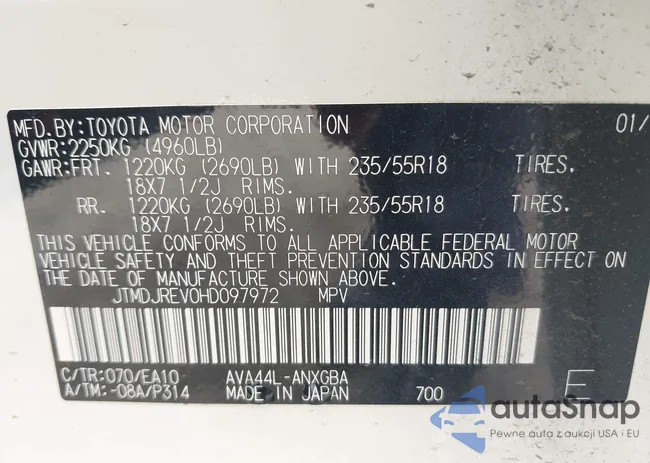 MFD.BY:TOYOTA MOTOR CORPORATION 01/
GVWR:2250KG (4960LB)
GAWR:FRT. 1220KG (2690LB) WITH 235/55R18 TIRES.
18X7 1/2J RIMS.
RR. 1220KG (2690LB) WITH 235/55R18 TIRES.
18X7 1/2J RIMS.
THIS VEHICLE CONFORMS TO ALL APPLICABLE FEDERAL MOTOR
VEHICLE SAFETY AND THEFT PREVENTION STANDARDS IN EFFECT ON
THE DATE OF MANUFACTURE SHOWN ABOVE.
JTMDJREV0HD097972 MPV
C/TR:070/EA10 AVA44L-ANXGBA
A/TM:-08A/P314 MADE IN JAPAN 700 E
autaSnap
Pewne auta z aukcji USA i EU